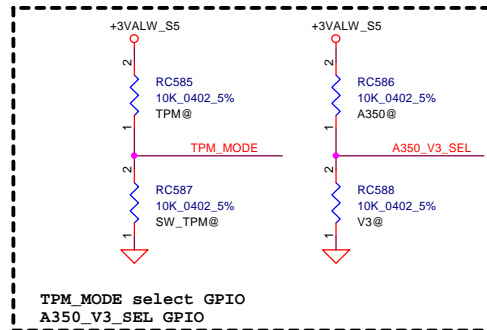 +3VALW_S5
+3VALW_S5
2
2
RC585
RC586
10K_0402_5%
10K_0402_5%
TPM@
A350@
1
1
TPM_MODE
A350_V3_SEL
2
2
RC587
RC588
10K_0402_5%
10K_0402_5%
SW_TPM@
V3@
1
1
TPM_MODE select GPIO
A350_V3_SEL GPIO